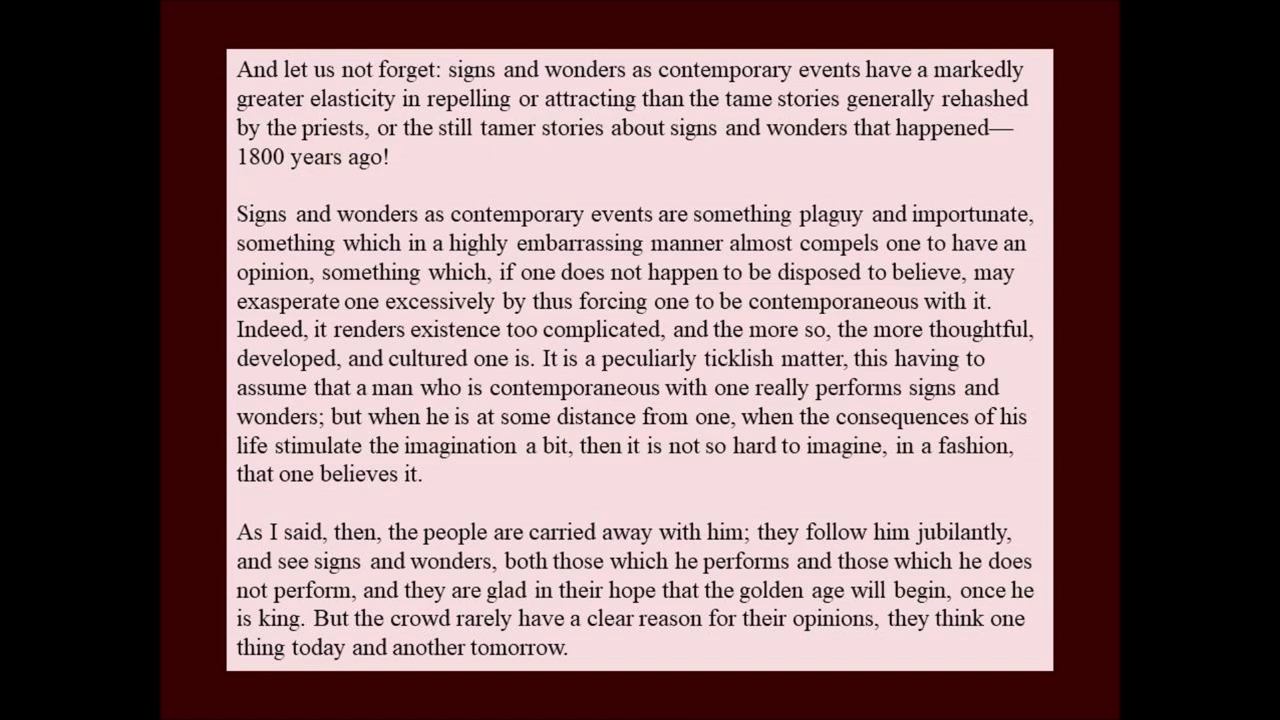 And let us not forget: signs and wonders as contemporary events have a markedly
greater elasticity in repelling or attracting than the tame stories generally rehashed
by the priests, or the still tamer stories about signs and wonders that happened—
1800 years ago!
Signs and wonders as contemporary events are something plaguy and importunate,
something which in a highly embarrassing manner almost compels one to have an
opinion, something which, if one does not happen to be disposed to believe, may
exasperate one excessively by thus forcing one to be contemporaneous with it.
Indeed, it renders existence too complicated, and the more so, the more thoughtful,
developed, and cultured one is. It is a peculiarly ticklish matter, this having to
assume that a man who is contemporaneous with one really performs signs and
wonders; but when he is at some distance from one, when the consequences of his
life stimulate the imagination a bit, then it is not so hard to imagine, in a fashion,
that one believes it.
As I said, then, the people are carried away with him; they follow him jubilantly,
and see signs and wonders, both those which he performs and those which he does
not perform, and they are glad in their hope that the golden age will begin, once he
is king. But the crowd rarely have a clear reason for their opinions, they think one
thing today and another tomorrow.